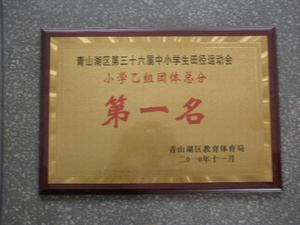 青山湖区第三十六届中小学生田径运动会
小学乙组团体总分
第一名
青山湖区教育体育局
二〇一〇年十一月